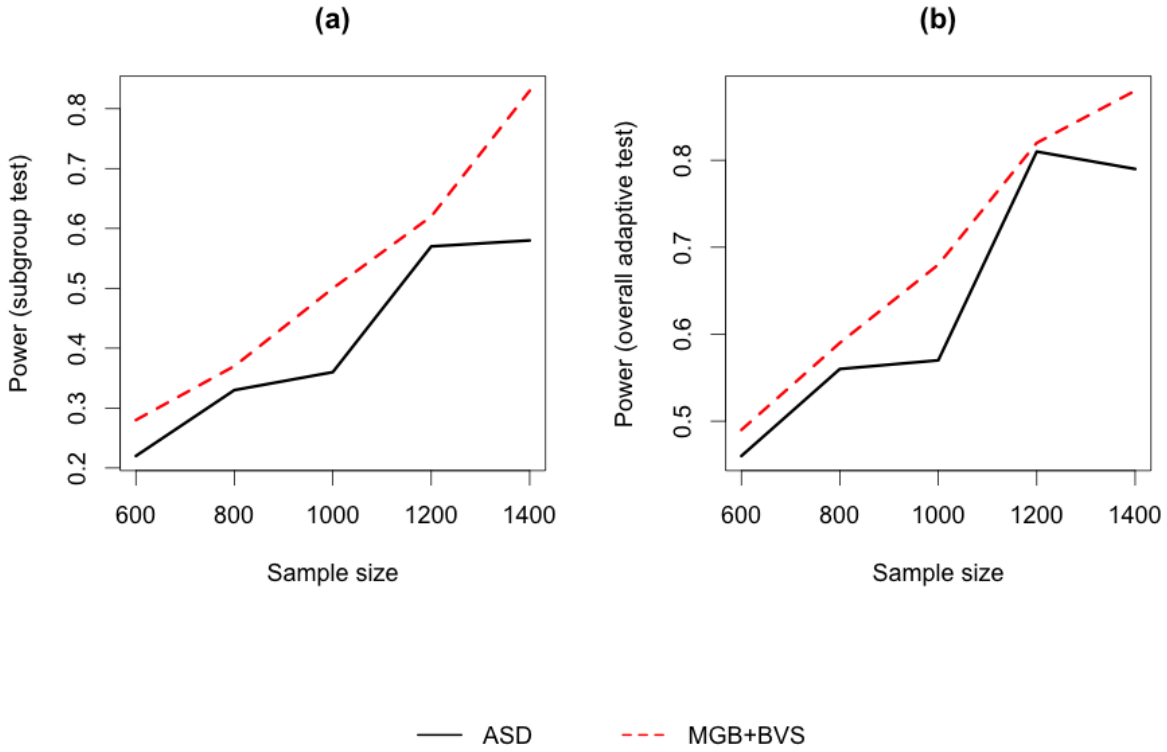 (a)
Power (subgroup test)
0.8
0.7
0.6
0.5
0.4
0.3
0.2
600 800 1000 1200 1400
Sample size
(b)
Power (overall adaptive test)
0.8
0.7
0.6
0.5
600 800 1000 1200 1400
Sample size
ASD MGB+BVS